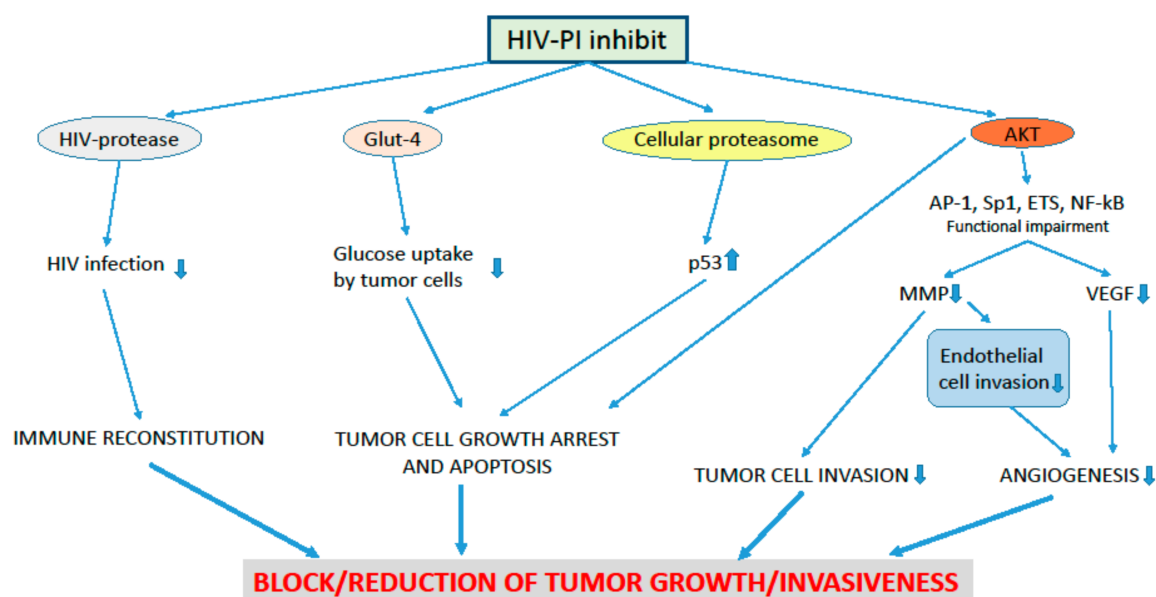 HIV-PI inhibit
HIV-protease
Glut-4
Cellular proteasome
AKT
AP-1, Sp1, ETS, NF-kB
Functional impairment
HIV infection
Glucose uptake
by tumor cells
p53
MMP
VEGF
Endothelial
cell invasion
IMMUNE RECONSTITUTION
TUMOR CELL GROWTH ARREST
AND APOPTOSIS
TUMOR CELL INVASION
ANGIOGENESIS
BLOCK/REDUCTION OF TUMOR GROWTH/INVASIVENESS